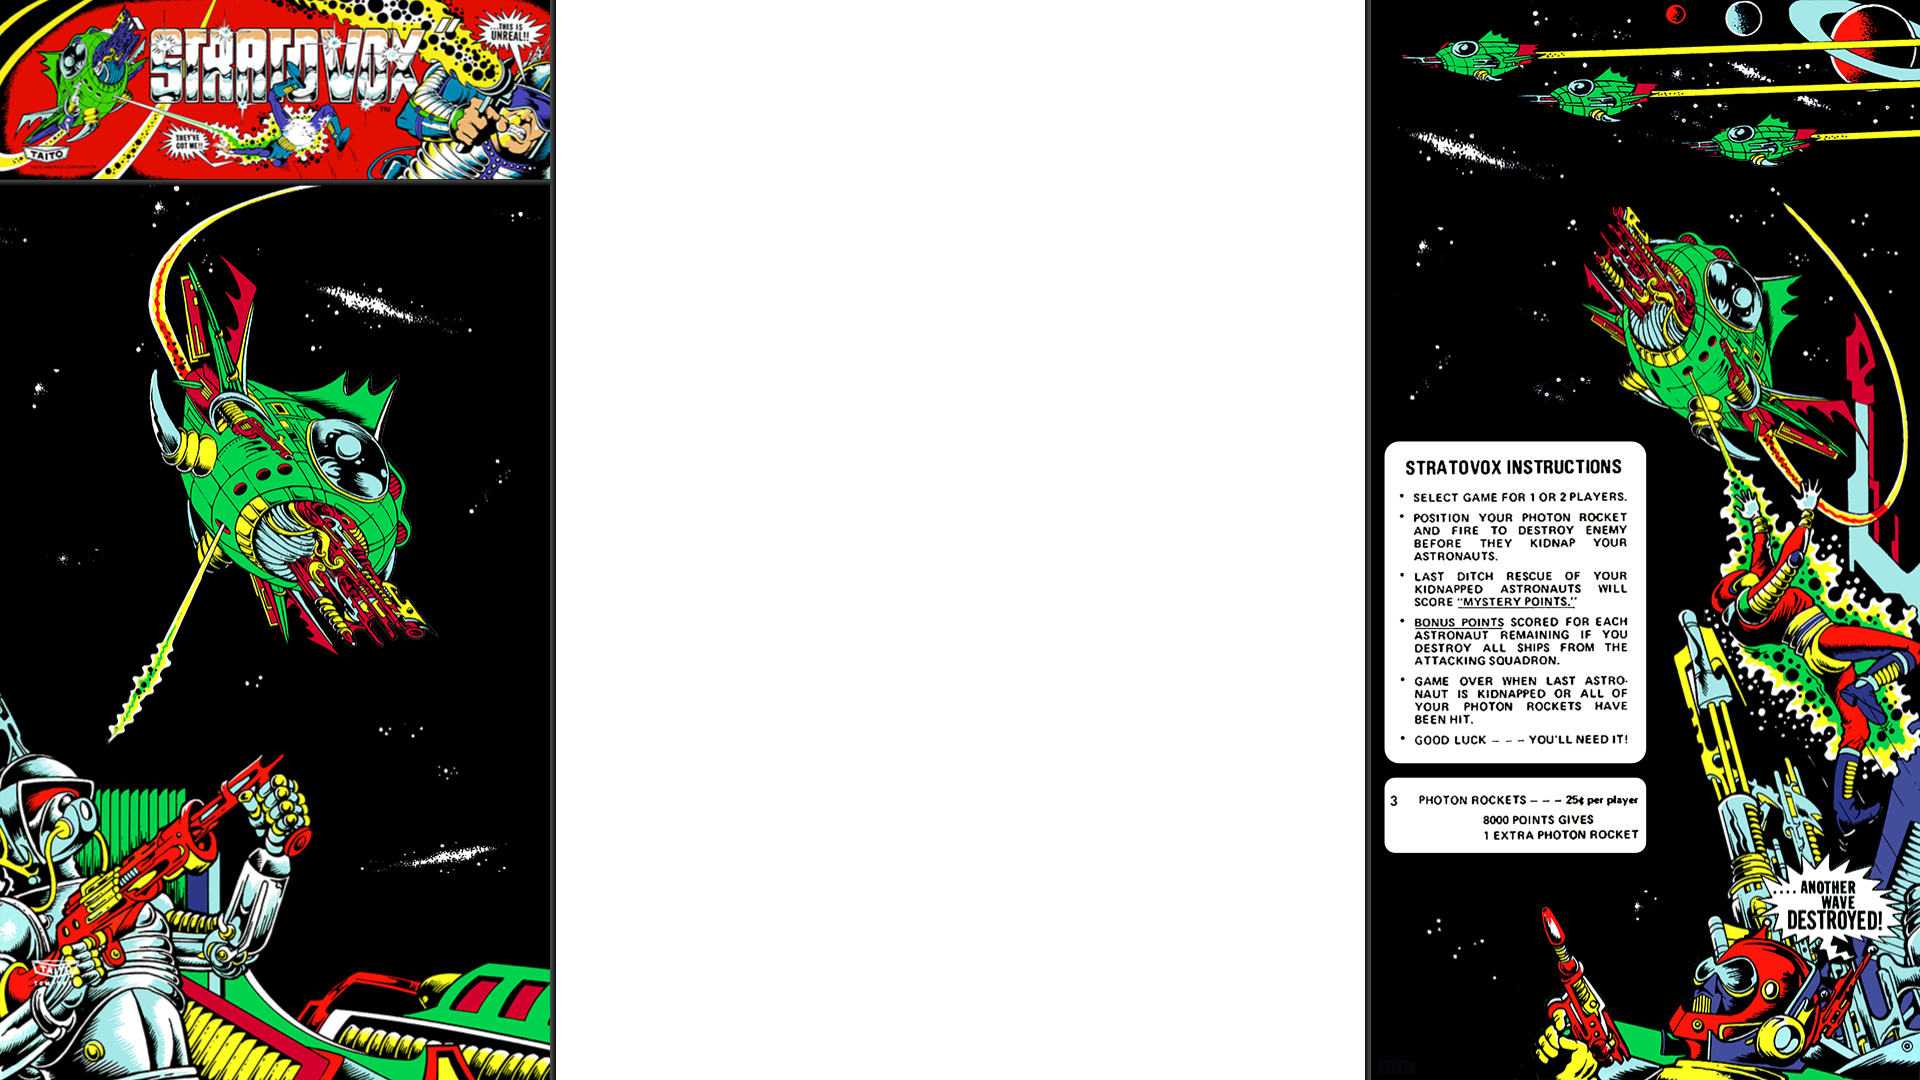 STRATOVOX
TM
...THIS IS
UNREAL!!
THEY'VE
GOT ME!!
TAITO
TAITO
STRATOVOX INSTRUCTIONS
• SELECT GAME FOR 1 OR 2 PLAYERS.
• POSITION YOUR PHOTON ROCKET
AND FIRE TO DESTROY ENEMY
BEFORE THEY KIDNAP YOUR
ASTRONAUTS.
• LAST DITCH RESCUE OF YOUR
KIDNAPPED ASTRONAUTS WILL
SCORE "MYSTERY POINTS."
• BONUS POINTS SCORED FOR EACH
ASTRONAUT REMAINING IF YOU
DESTROY ALL SHIPS FROM THE
ATTACKING SQUADRON.
• GAME OVER WHEN LAST ASTRO-
NAUT IS KIDNAPPED OR ALL OF
YOUR PHOTON ROCKETS HAVE
BEEN HIT.
• GOOD LUCK – – – YOU'LL NEED IT!
3 PHOTON ROCKETS – – – 25¢ per player
8000 POINTS GIVES
1 EXTRA PHOTON ROCKET
....ANOTHER
WAVE
DESTROYED!